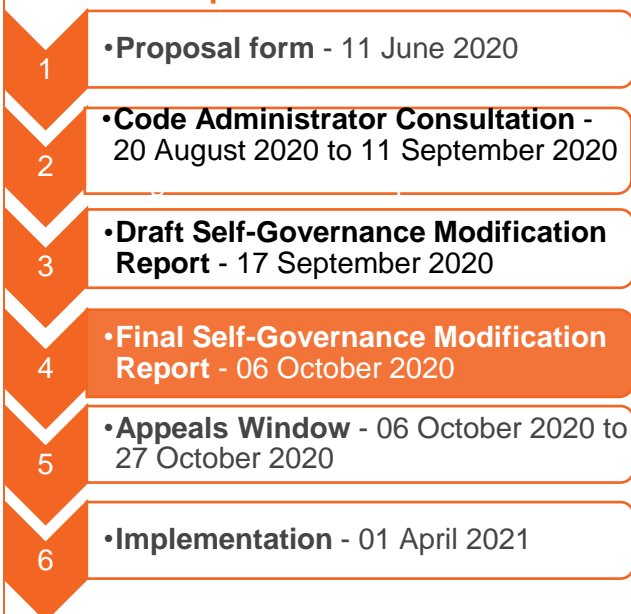 1
•Proposal form - 11 June 2020
2
•Code Administrator Consultation -
20 August 2020 to 11 September 2020
3
•Draft Self-Governance Modification
Report - 17 September 2020
4
•Final Self-Governance Modification
Report - 06 October 2020
5
•Appeals Window - 06 October 2020 to
27 October 2020
6
•Implementation - 01 April 2021